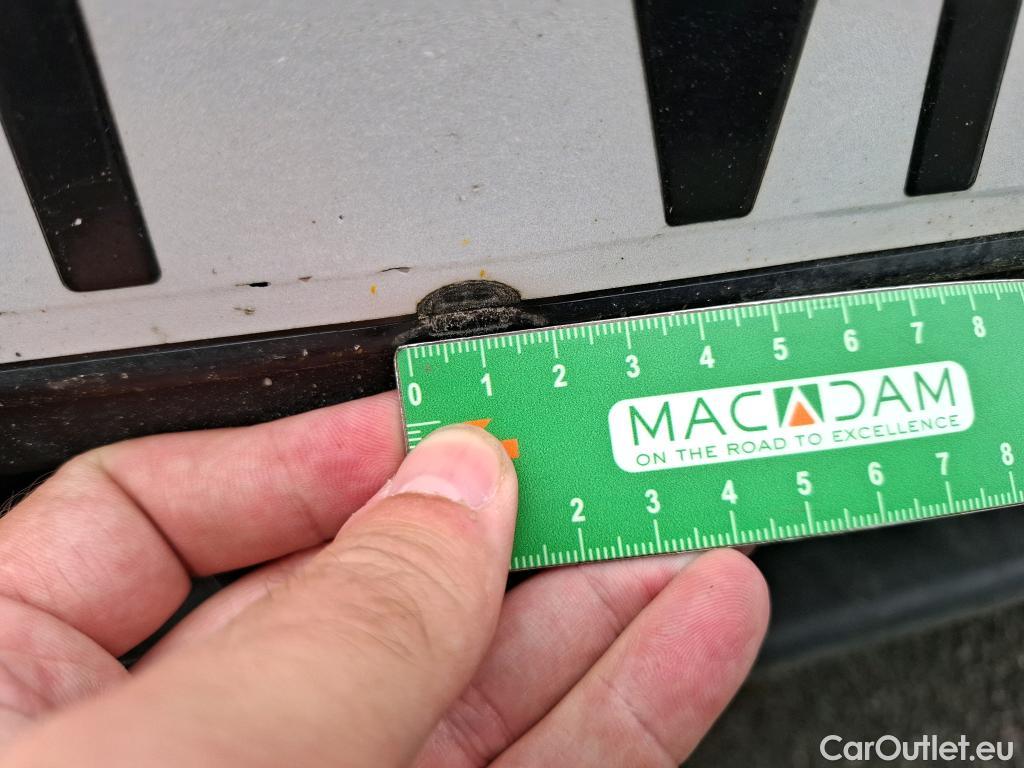 0 1 2 3 4 5 6 7 8
MACADAM
ON THE ROAD TO EXCELLENCE
2 3 4 5 6 7 8
CarOutlet.eu